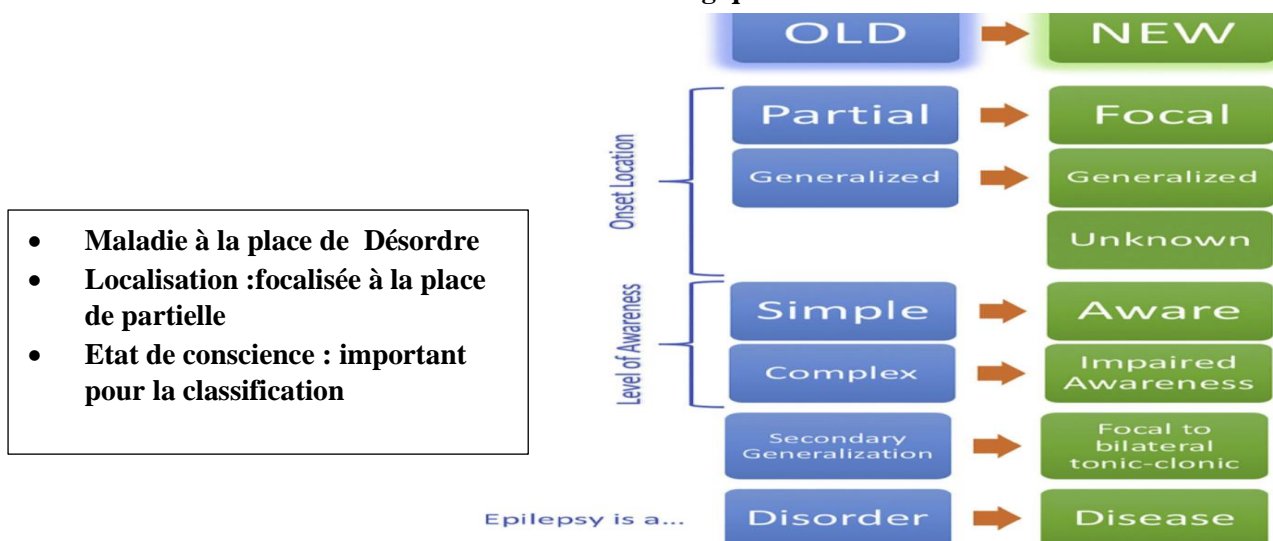 OLD NEW
Partial Focal
Onset Location
Generalized Generalized
Unknown
• Maladie à la place de Désordre
• Localisation :focalisée à la place
de partielle
• Etat de conscience : important
pour la classification
Level of Awareness
Simple Aware
Complex Impaired
Awareness
Secondary
Generalization
Focal to
bilateral
tonic-clonic
Epilepsy is a... Disorder Disease